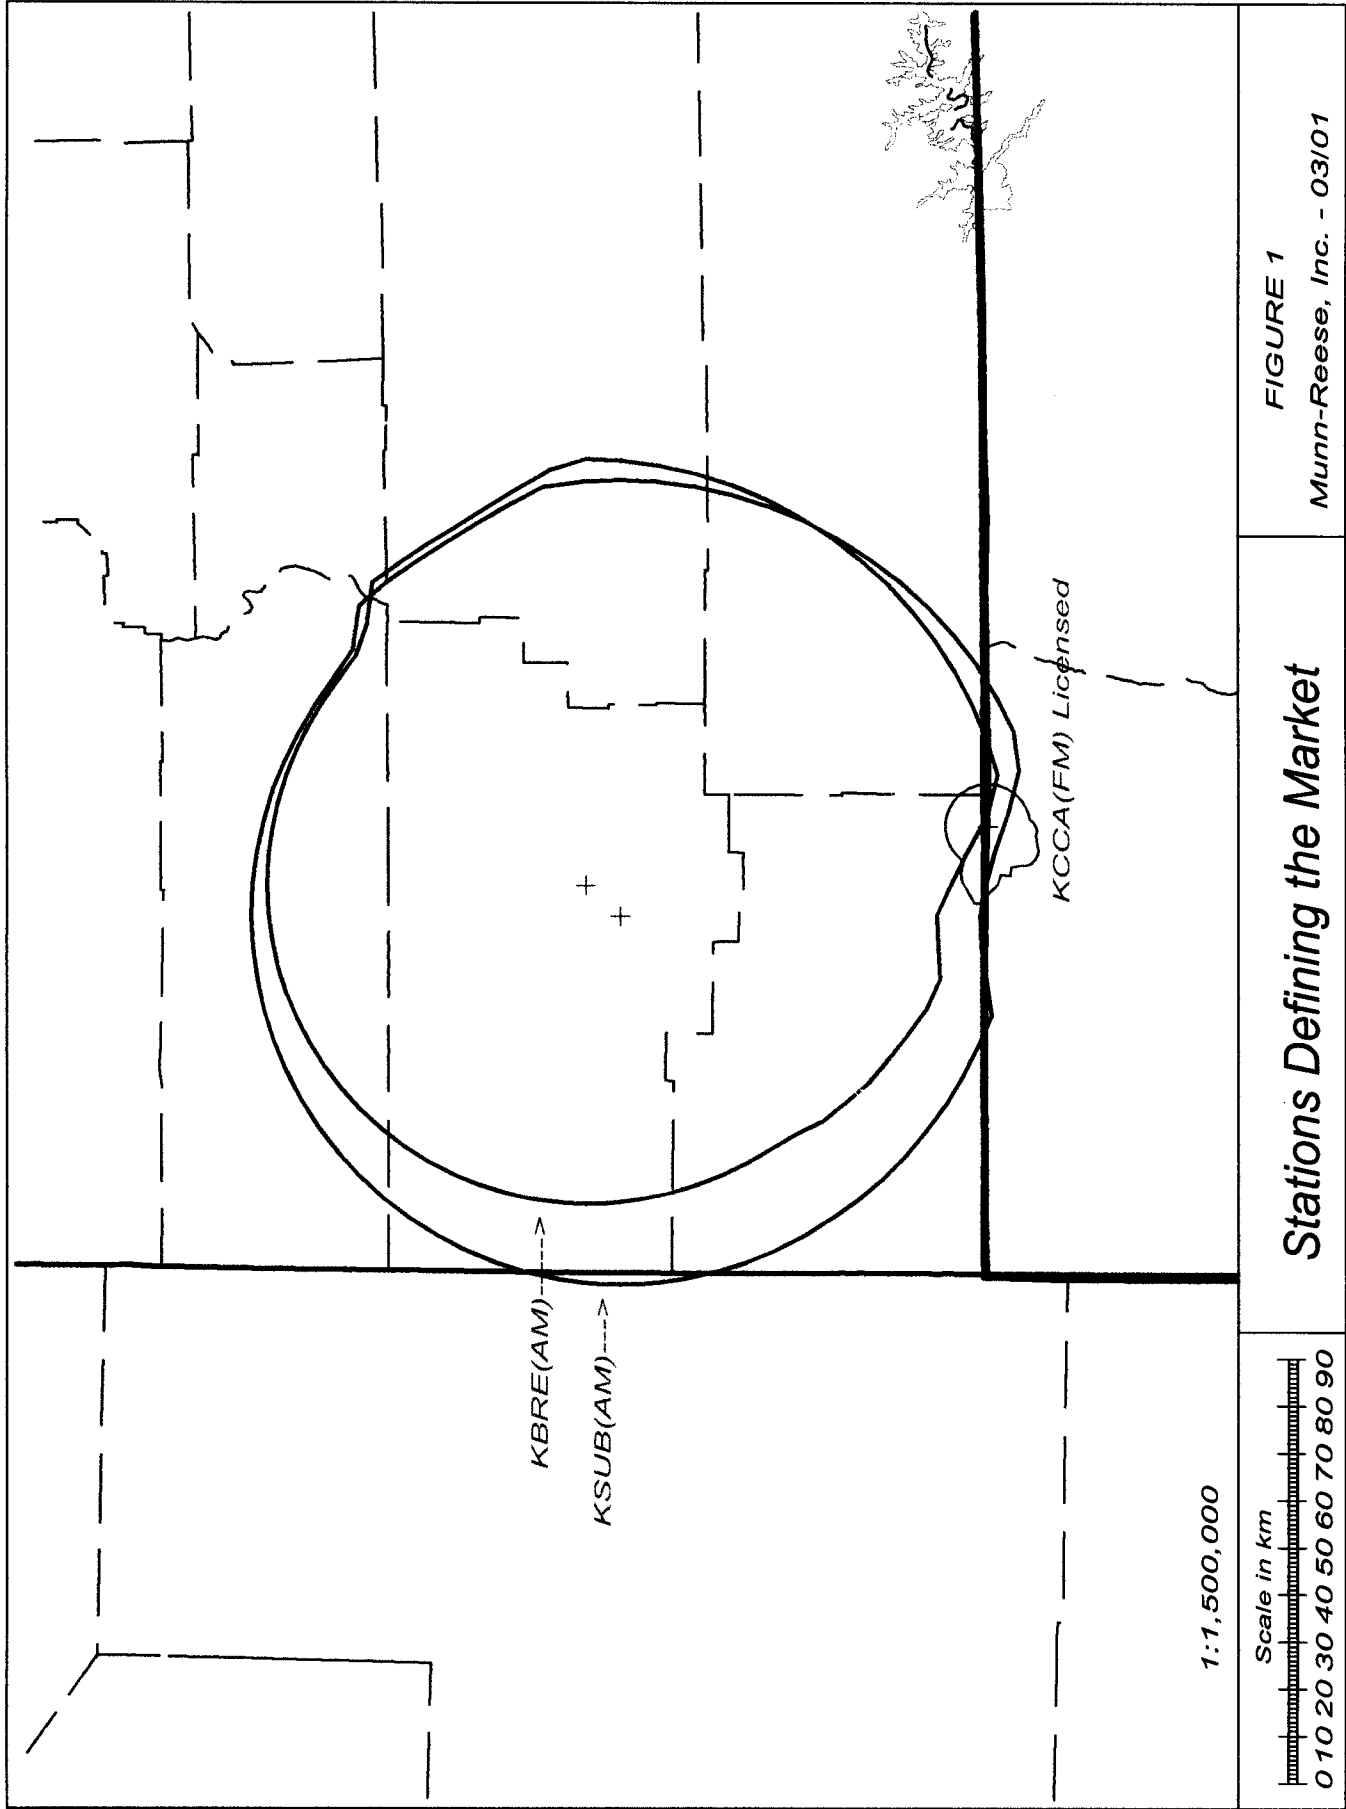 KBRE(AM)---->
KSUB(AM)---->
KCCA(FM) Licensed
1:1,500,000
Scale in km
0 10 20 30 40 50 60 70 80 90
Stations Defining the Market
FIGURE 1
Munn-Reese, Inc. - 03/01